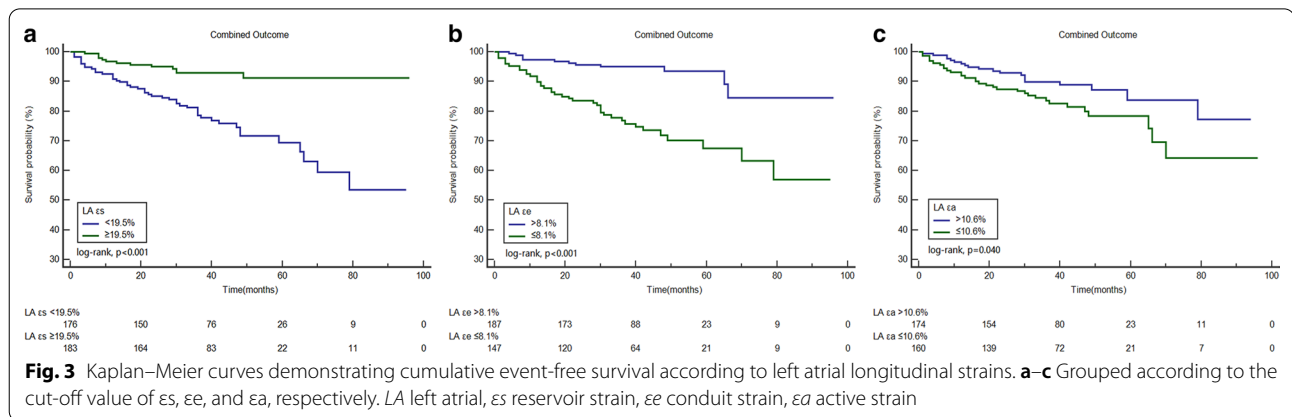 a
Combined Outcome
Survival probability (%)
100
90
80
70
60
50
40
30
LA εs
<19.5%
≥19.5%
log-rank, p<0.001
0 20 40 60 80 100
Time(months)
LA εs <19.5%
176 150 76 26 9 0
LA εs ≥19.5%
183 164 83 22 11 0
b
Combined Outcome
Survival probability (%)
100
90
80
70
60
50
40
30
LA εe
>8.1%
≤8.1%
log-rank, p<0.001
0 20 40 60 80 100
Time(months)
LA εe >8.1%
187 173 88 23 9 0
LA εe ≤8.1%
147 120 64 21 9 0
c
Combined Outcome
Survival probability (%)
100
90
80
70
60
50
40
30
LA εa
>10.6%
≤10.6%
log-rank, p=0.040
0 20 40 60 80 100
Time(months)
LA εa >10.6%
174 154 80 23 11 0
LA εa ≤10.6%
160 139 72 21 7 0
Fig. 3 Kaplan–Meier curves demonstrating cumulative event-free survival according to left atrial longitudinal strains. a–c Grouped according to the
cut-off value of εs, εe, and εa, respectively. LA left atrial, εs reservoir strain, εe conduit strain, εa active strain